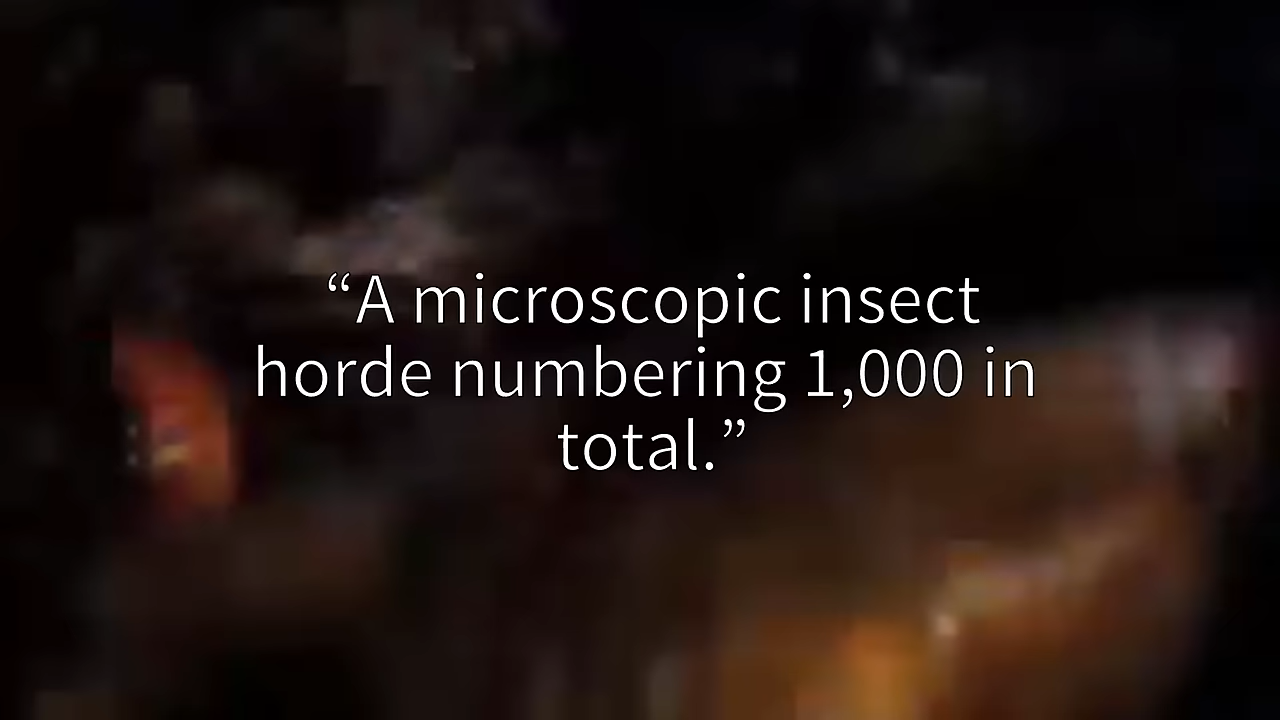 “A microscopic insect
horde numbering 1,000 in
total.”